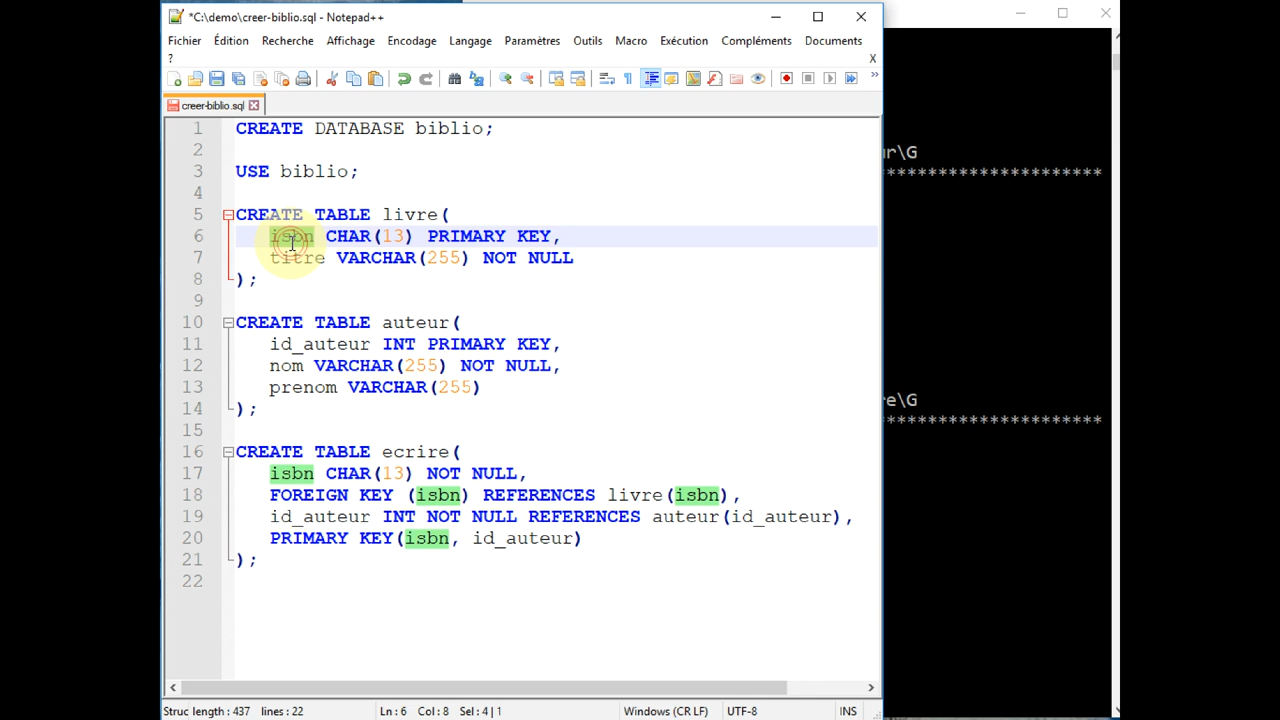 *C:\demo\creer-biblio.sql - Notepad++
Fichier Édition Recherche Affichage Encodage Langage Paramètres Outils Macro Exécution Compléments Documents
? X
creer-biblio.sql
1 CREATE DATABASE biblio;
2
3 USE biblio;
4
5 CREATE TABLE livre(
6 isbn CHAR(13) PRIMARY KEY,
7 titre VARCHAR(255) NOT NULL
8 );
9
10 CREATE TABLE auteur(
11 id_auteur INT PRIMARY KEY,
12 nom VARCHAR(255) NOT NULL,
13 prenom VARCHAR(255)
14 );
15
16 CREATE TABLE ecrire(
17 isbn CHAR(13) NOT NULL,
18 FOREIGN KEY (isbn) REFERENCES livre(isbn),
19 id_auteur INT NOT NULL REFERENCES auteur(id_auteur),
20 PRIMARY KEY(isbn, id_auteur)
21 );
22
Struc length : 437 lines : 22 Ln : 6 Col : 8 Sel : 4 | 1 Windows (CR LF) UTF-8 INS
ur\G
*********************
re\G
*********************